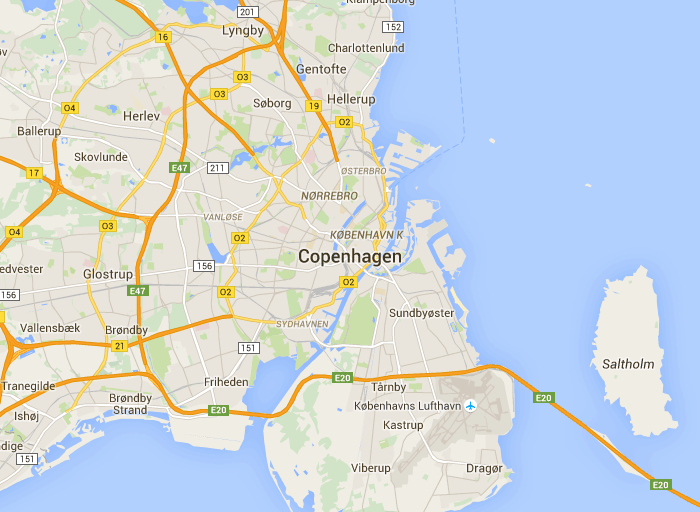 Klampenborg
201
152
Lyngby
16
Charlottenlund
Gentofte
O3
O3
Søborg
Hellerup
19
O4
Herlev
O2
Ballerup
Skovlunde
E47
211
17
ØSTERBRO
NØRREBRO
VANLØSE
O3
O4
O2
KØBENHAVN K
Copenhagen
156
Glostrup
O2
E47
O2
156
Sundbyøster
SYDHAVNEN
Vallensbæk
Brøndby
21
151
Saltholm
E20
Friheden
Tårnby
Tranegilde
Brøndby
Strand
E20
E20
Københavns Lufthavn
Ishøj
Kastrup
151
Viberup
Dragør
E20